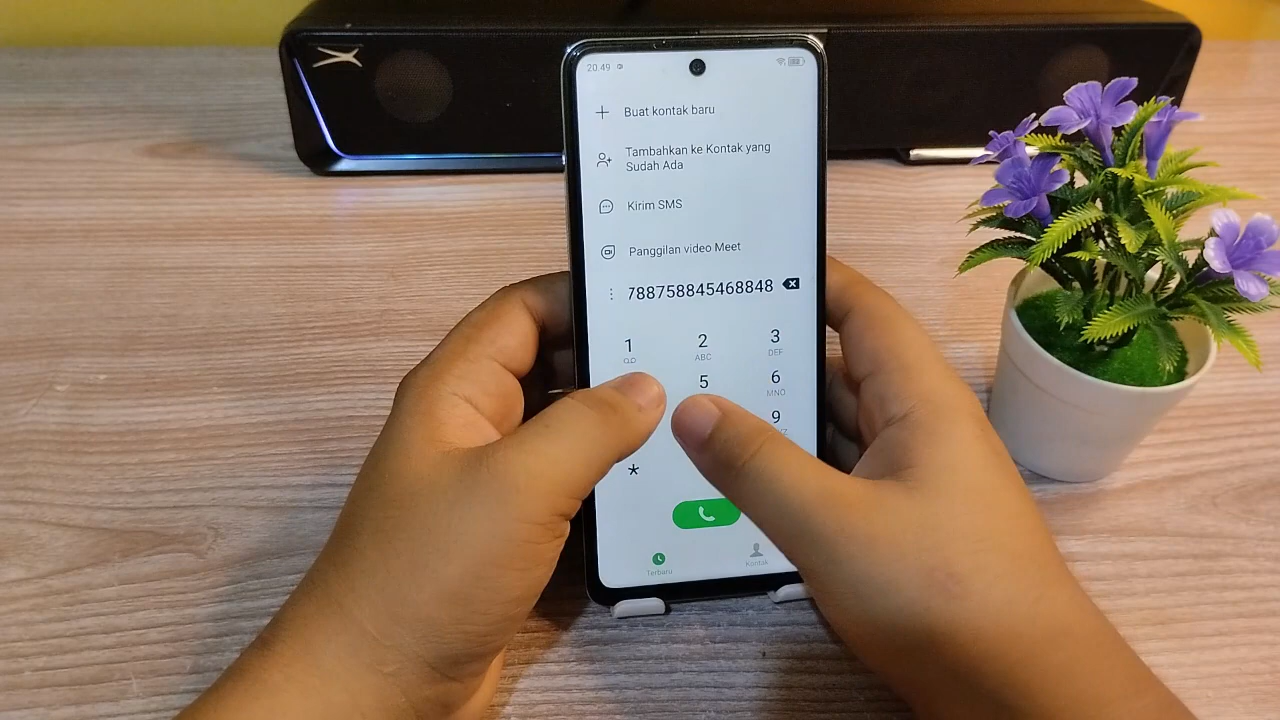 20.49
Buat kontak baru
Tambahkan ke Kontak yang
Sudah Ada
Kirim SMS
Panggilan video Meet
788758845468848
1 2 3
ABC DEF
5 6
MNO
9
*
Terbaru Kontak